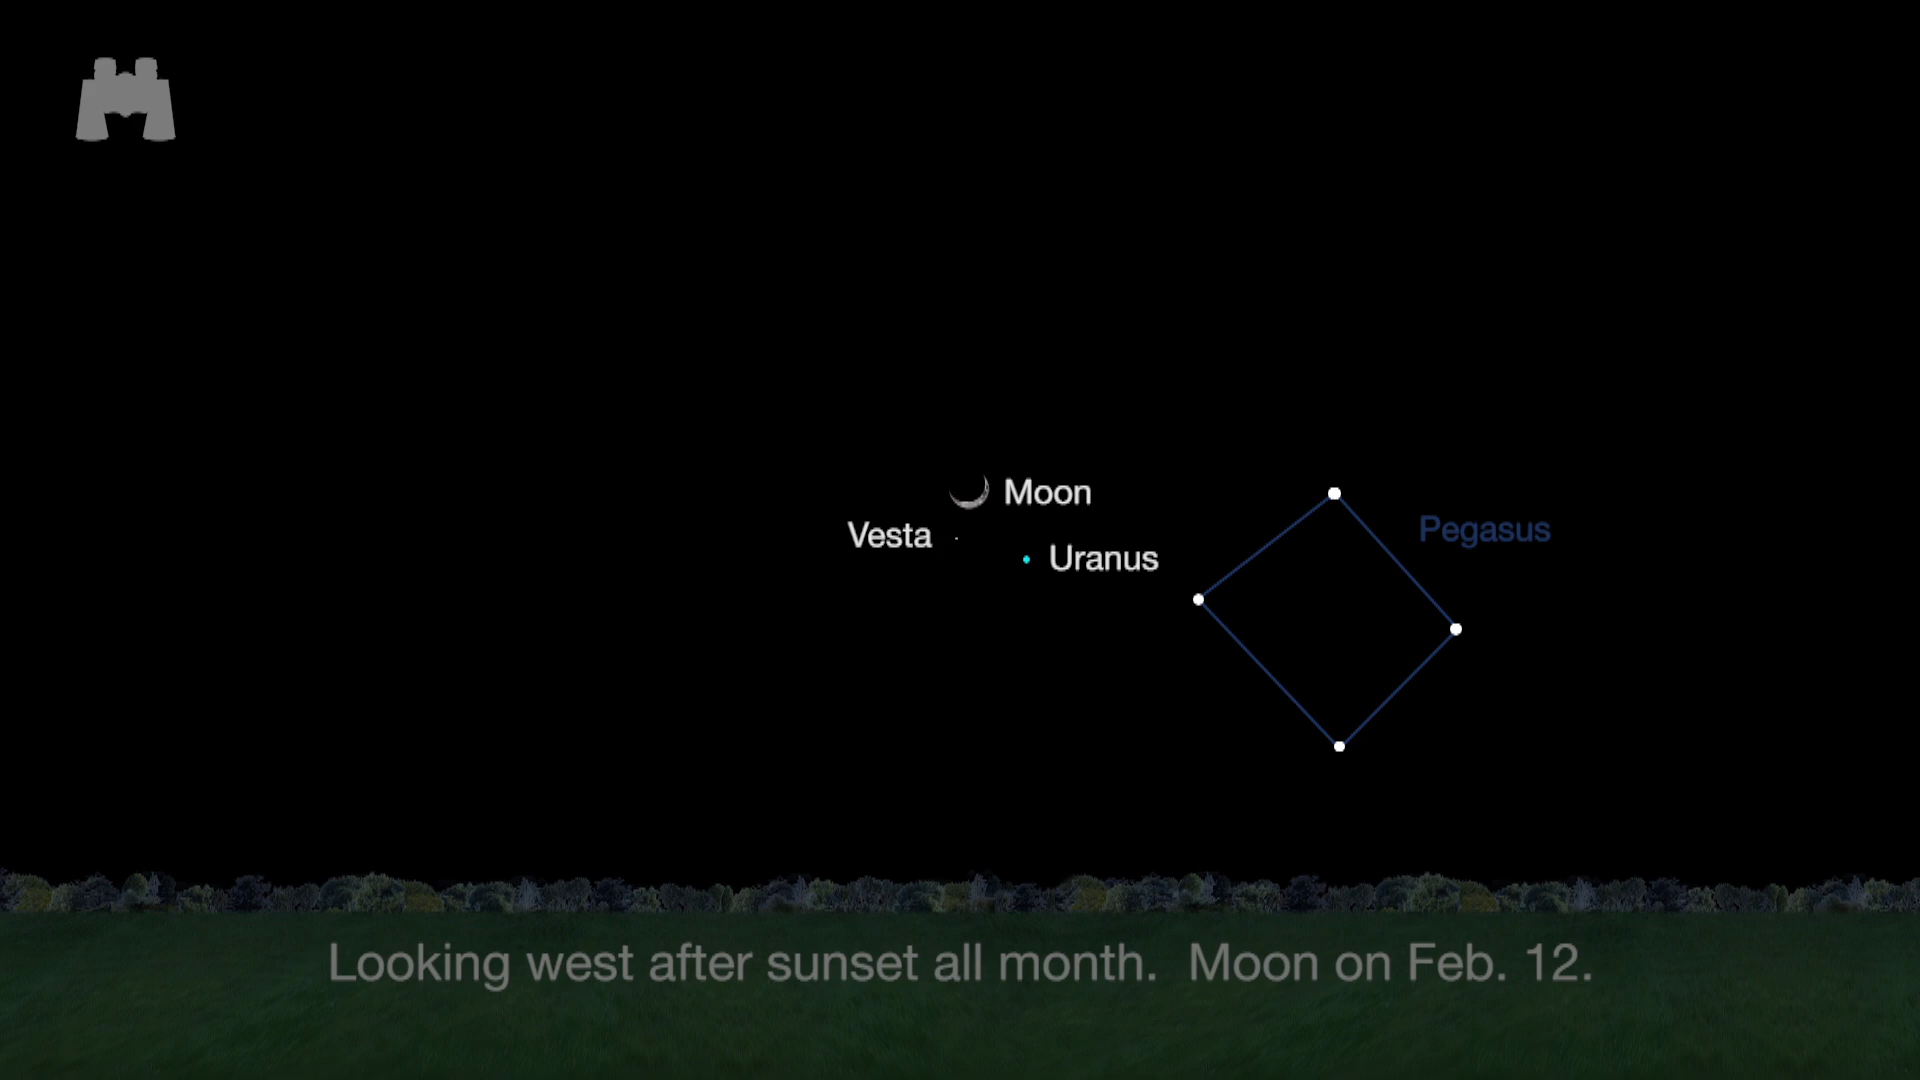 Moon
Pegasus
Vesta
Uranus
Looking west after sunset all month.  Moon on Feb. 12.